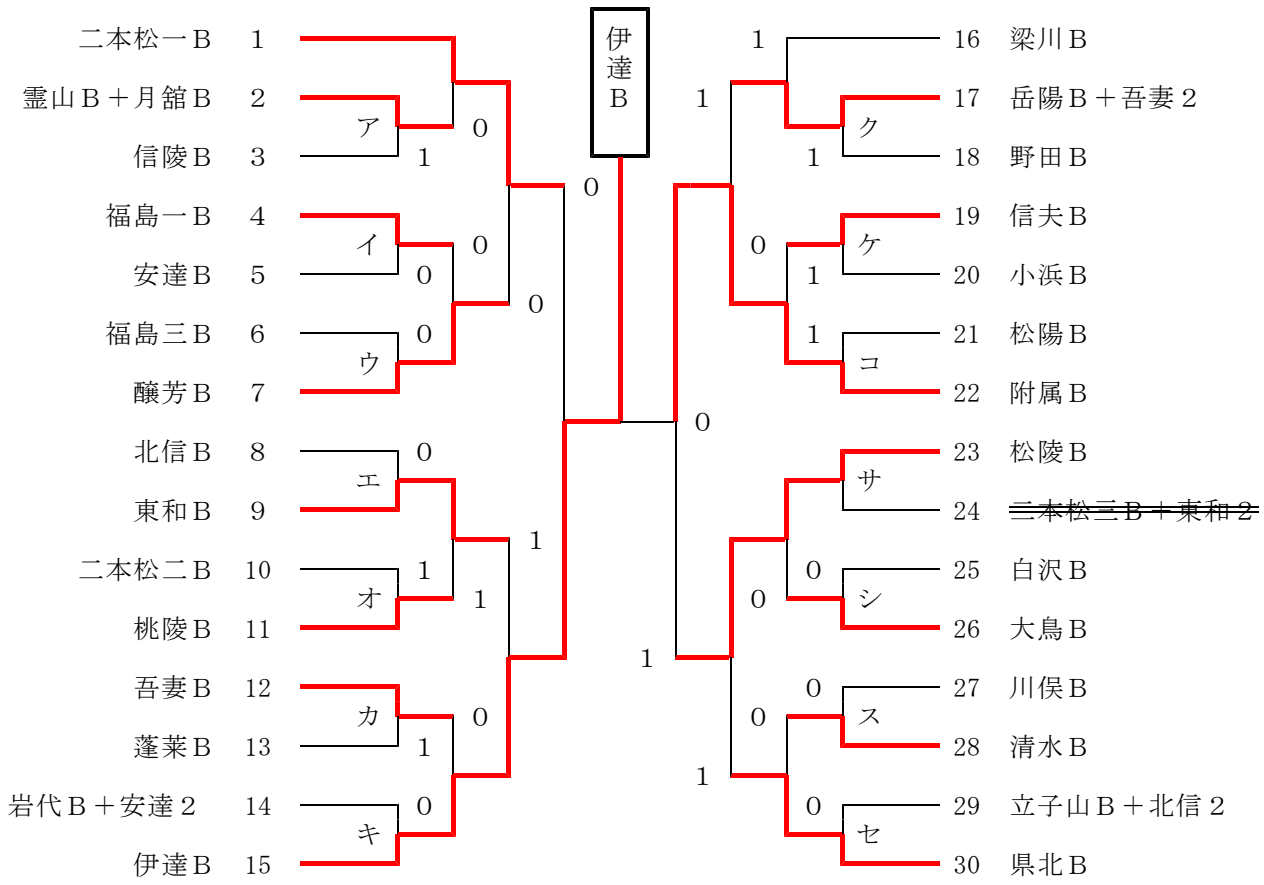 伊達B
二本松一B 1
霊山B+月舘B 2
ア
0
信陵B 3
1
福島一B 4
イ
0
安達B 5
0
福島三B 6
0
ウ
醸芳B 7
0
0
北信B 8
0
エ
東和B 9
二本松二B 10
1
オ
1
桃陵B 11
1
吾妻B 12
カ
0
蓬莱B 13
1
岩代B+安達2 14
0
キ
伊達B 15
1
16 梁川B
1
17 岳陽B+吾妻2
ク
1
18 野田B
19 信夫B
0
ケ
1
20 小浜B
1
21 松陽B
コ
22 附属B
0
23 松陵B
サ
24 二本松三B+東和2
0
25 白沢B
0
シ
26 大鳥B
1
0
27 川俣B
0
ス
28 清水B
1
0
29 立子山B+北信2
セ
30 県北B